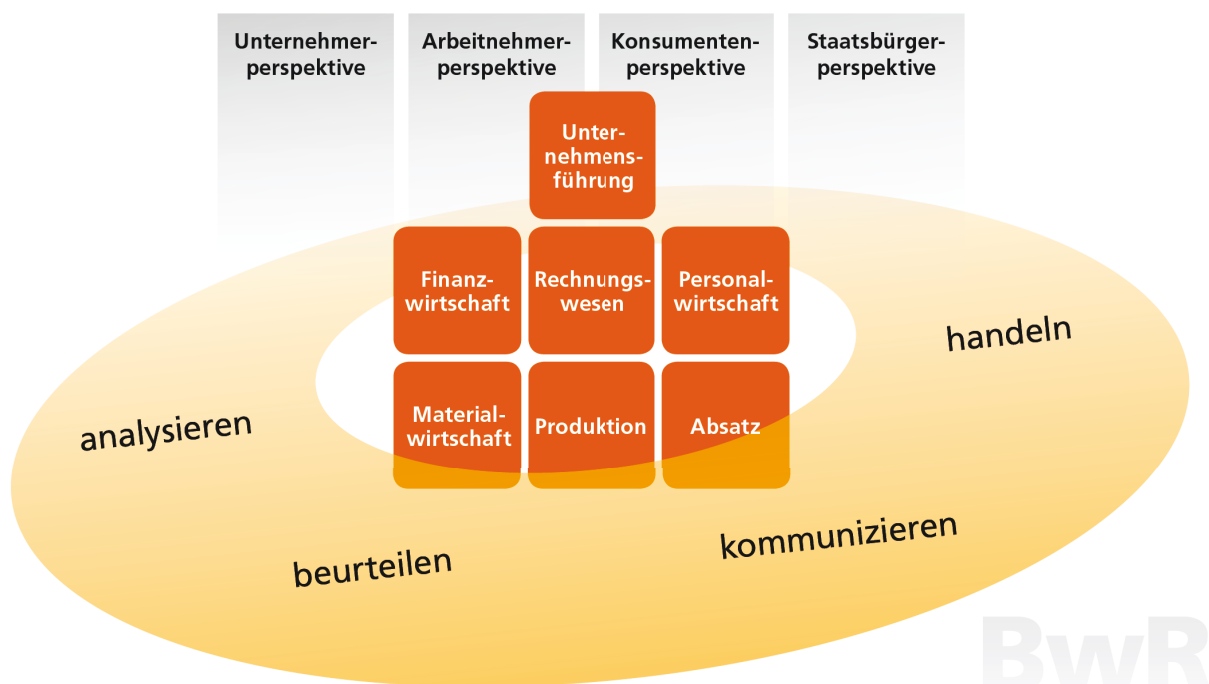 Unternehmer-
perspektive
Arbeitnehmer-
perspektive
Konsumenten-
perspektive
Staatsbürger-
perspektive
Unter-
nehmens-
führung
Finanz-
wirtschaft
Rechnungs-
wesen
Personal-
wirtschaft
Material-
wirtschaft
Produktion
Absatz
handeln
analysieren
kommunizieren
beurteilen
BwR